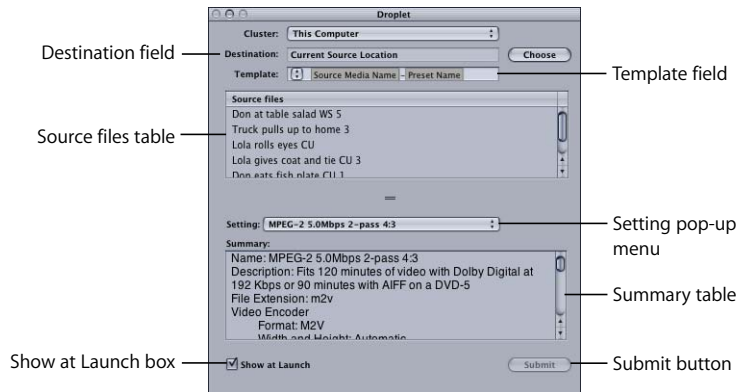 Droplet
Cluster: This Computer
Destination field
Destination: Current Source Location
Choose
Template: Source Media Name - Preset Name
Template field
Source files
Source files table
Don at table salad WS 5
Truck pulls up to home 3
Lola rolls eyes CU
Lola gives coat and tie CU 3
Don eats fish plate CU 1
Setting: MPEG-2 5.0Mbps 2-pass 4:3
Setting pop-up
menu
Summary:
Name: MPEG-2 5.0Mbps 2-pass 4:3
Description: Fits 120 minutes of video with Dolby Digital at
192 Kbps or 90 minutes with AIFF on a DVD-5
File Extension: m2v
Video Encoder
Format: M2V
Width and Height: Automatic
Summary table
Show at Launch box
Show at Launch
Submit
Submit button